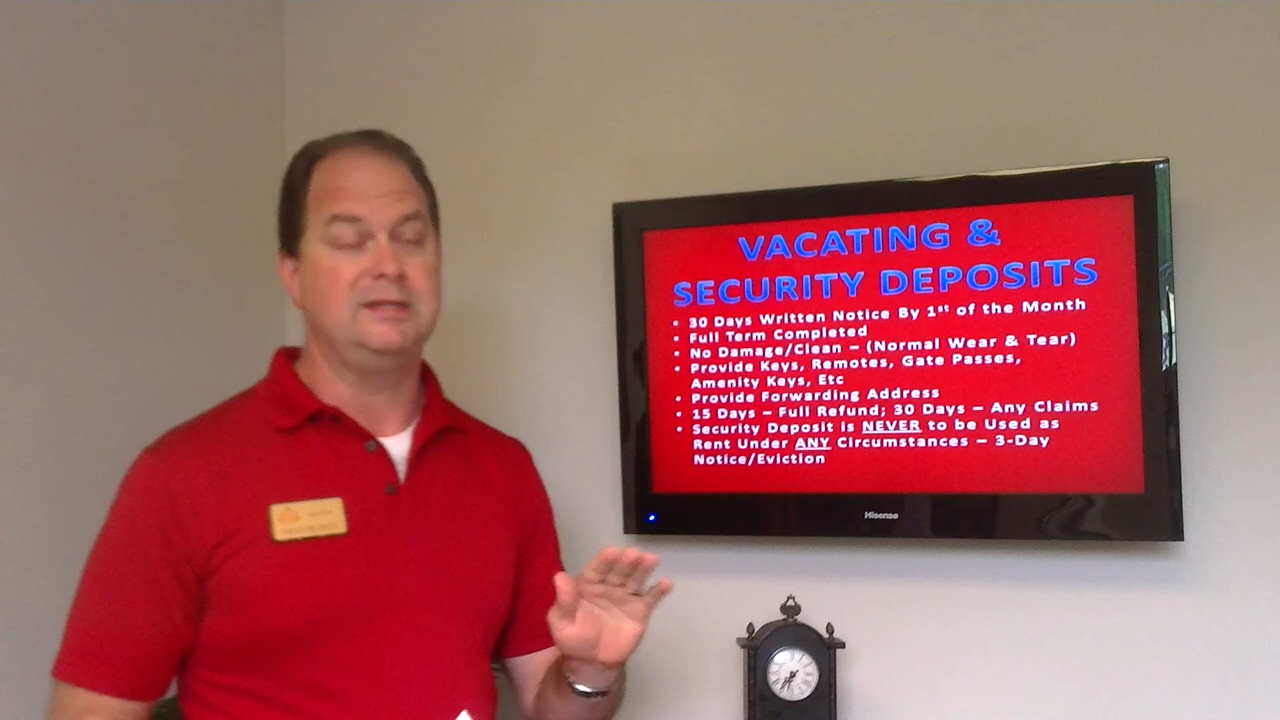 VACATING &
SECURITY DEPOSITS
• 30 Days Written Notice By 1st of the Month
• Full Term Completed
• No Damage/Clean – (Normal Wear & Tear)
• Provide Keys, Remotes, Gate Passes,
Amenity Keys, Etc
• Provide Forwarding Address
• 15 Days – Full Refund; 30 Days – Any Claims
• Security Deposit is NEVER to be Used as
Rent Under ANY Circumstances – 3-Day
Notice/Eviction
Hisense